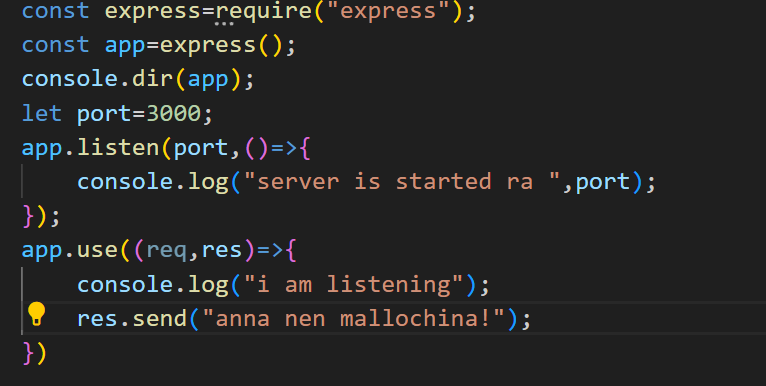 const express=require("express");
const app=express();
console.dir(app);
let port=3000;
app.listen(port,()=>{
    console.log("server is started ra ",port);
});
app.use((req,res)=>{
    console.log("i am listening");
    res.send("anna nen mallochina!");
})